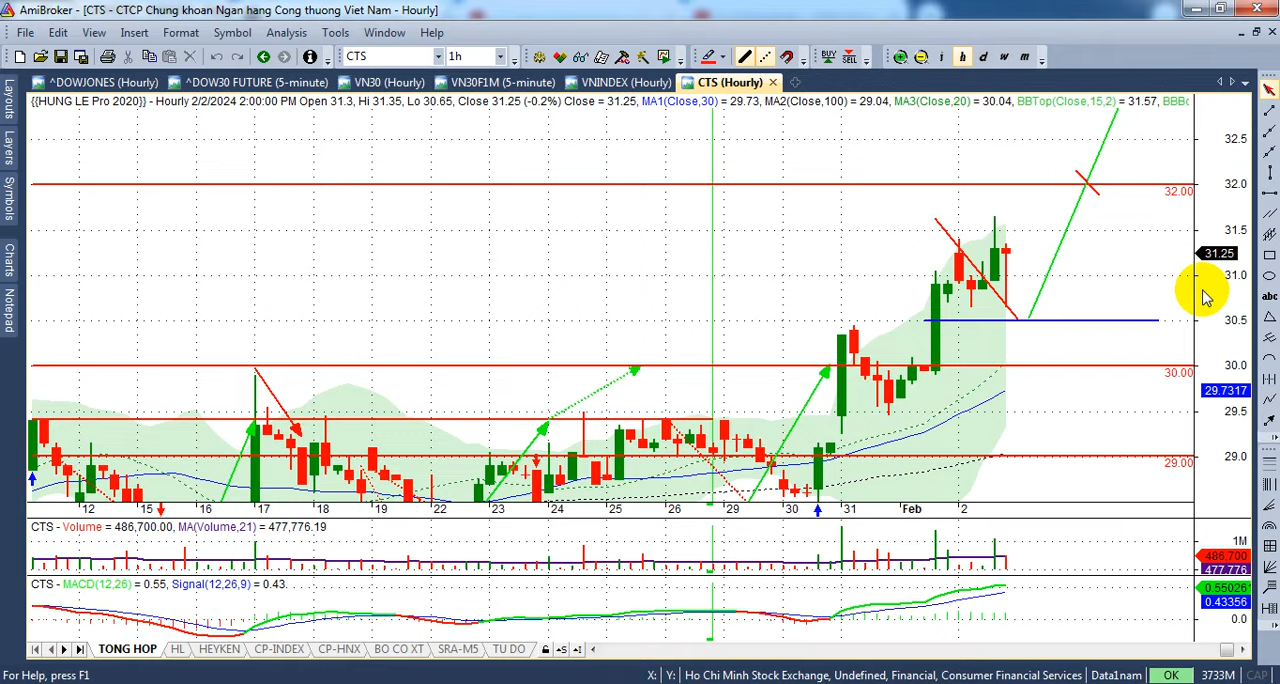 AmiBroker - [CTS - CTCP Chung khoan Ngan hang Cong thuong Viet Nam - Hourly]
File Edit View Insert Format Symbol Analysis Tools Window Help
CTS 1h BUY SELL i h d w m
^DOWJONES (Hourly) ^DOW30 FUTURE (5-minute) VN30 (Hourly) VN30F1M (5-minute) VNINDEX (Hourly) CTS (Hourly)
Layouts
Layers
Symbols
Charts
Notepad
{{HUNG LE Pro 2020}} - Hourly 2/2/2024 2:00:00 PM Open 31.3, Hi 31.35, Lo 30.65, Close 31.25 (-0.2%) Close = 31.25, MA1(Close,30) = 29.73, MA2(Close,100) = 29.04, MA3(Close,20) = 30.04, BBTop(Close,15,2) = 31.57, BBBo
32.5
32.0
32.00
31.5
31.25
31.0
abc
30.5
30.0
30.00
29.7317
29.5
29.0
29.00
12 15 16 17 18 19 22 23 24 25 26 29 30 31 Feb 2
CTS - Volume = 486,700.00, MA(Volume,21) = 477,776.19
1M
486,700
477,776
CTS - MACD(12,26) = 0.55, Signal(12,26,9) = 0.43
0.55026
0.43356
0.0
TONG HOP HL HEYKEN CP-INDEX CP-HNX BO CO XT SRA-M5 TU DO
For Help, press F1 X: Y: Ho Chi Minh Stock Exchange, Undefined, Financial, Consumer Financial Services Data1nam OK 3733M CAP